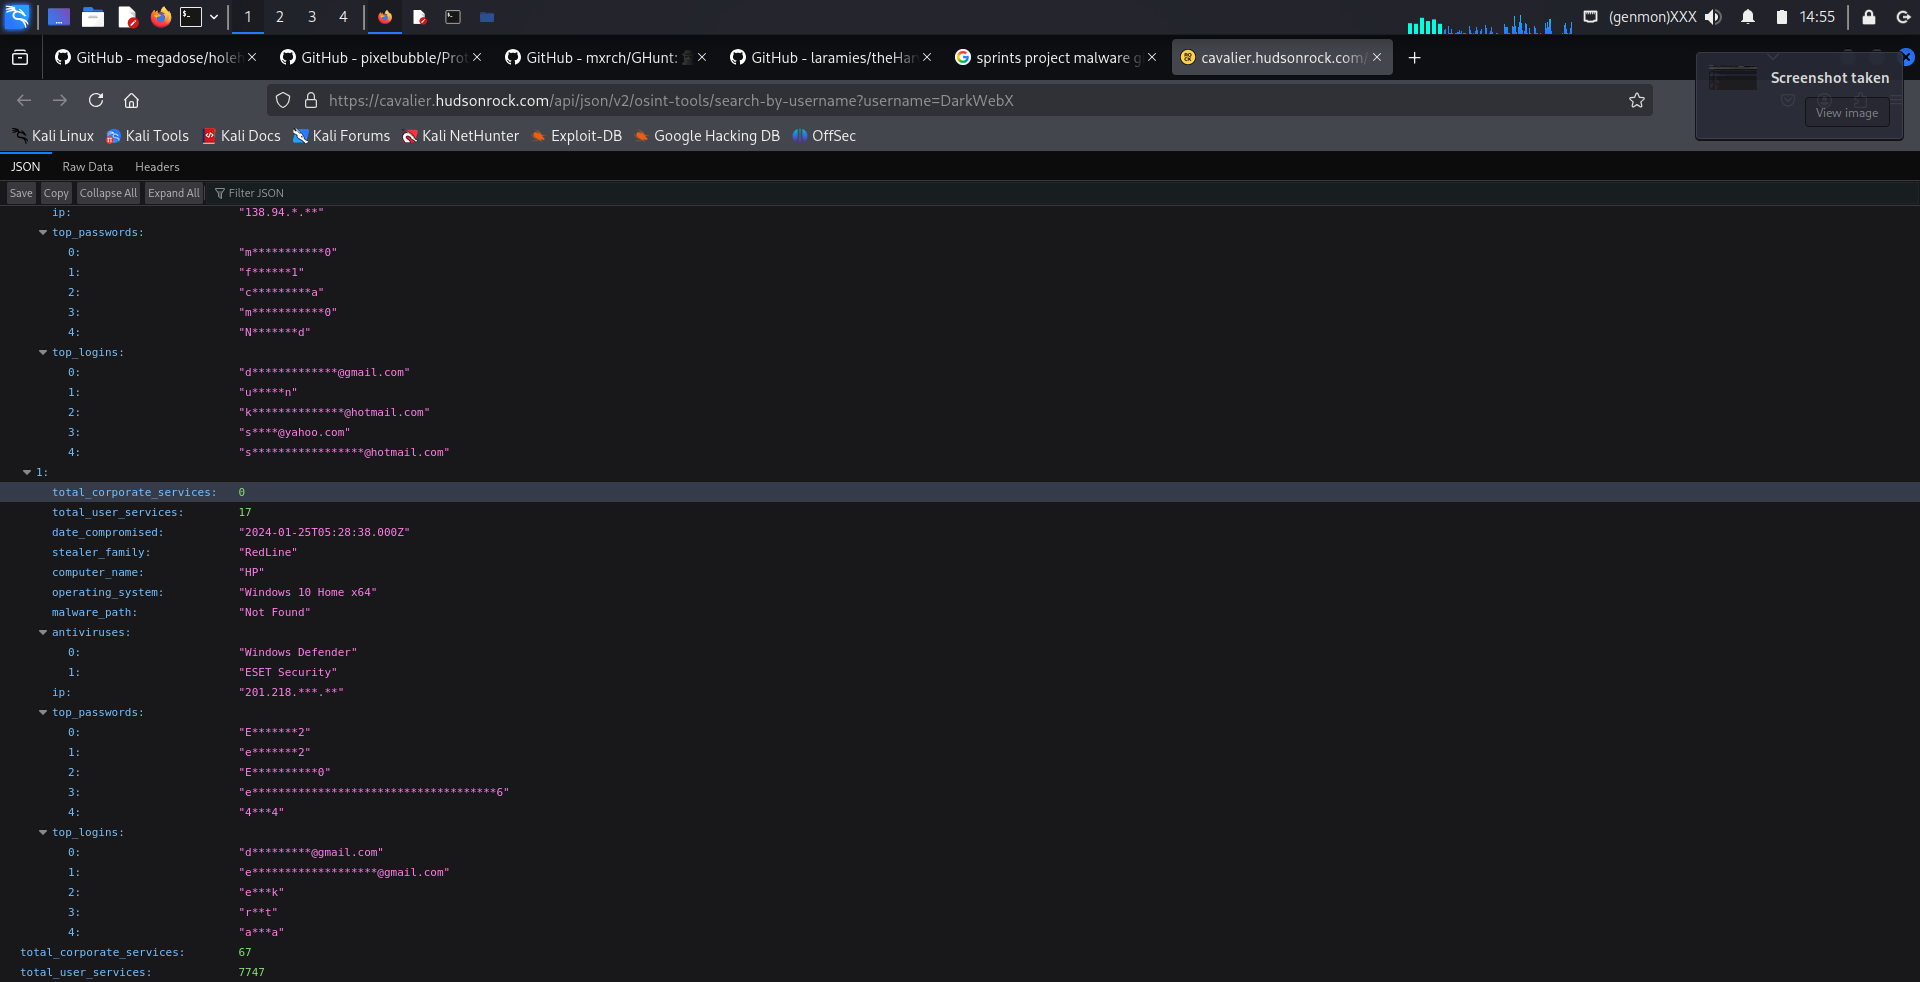 1 2 3 4 (genmon)XXX 14:55
GitHub - megadose/holeh GitHub - pixelbubble/Prot GitHub - mxrch/GHunt: GitHub - laramies/theHar sprints project malware g cavalier.hudsonrock.com/
Screenshot taken
View image
https://cavalier.hudsonrock.com/api/json/v2/osint-tools/search-by-username?username=DarkWebX
Kali Linux Kali Tools Kali Docs Kali Forums Kali NetHunter Exploit-DB Google Hacking DB OffSec
JSON Raw Data Headers
Save Copy Collapse All Expand All Filter JSON
ip: "138.94.*.**"
top_passwords:
0: "m***********0"
1: "f******1"
2: "c*********a"
3: "m***********0"
4: "N*******d"
top_logins:
0: "d*************@gmail.com"
1: "u*****n"
2: "k**************@hotmail.com"
3: "s****@yahoo.com"
4: "s*****************@hotmail.com"
1:
total_corporate_services: 0
total_user_services: 17
date_compromised: "2024-01-25T05:28:38.000Z"
stealer_family: "RedLine"
computer_name: "HP"
operating_system: "Windows 10 Home x64"
malware_path: "Not Found"
antiviruses:
0: "Windows Defender"
1: "ESET Security"
ip: "201.218.***.**"
top_passwords:
0: "E*******2"
1: "e*******2"
2: "E**********0"
3: "e*************************************6"
4: "4***4"
top_logins:
0: "d*********@gmail.com"
1: "e*******************@gmail.com"
2: "e***k"
3: "r**t"
4: "a***a"
total_corporate_services: 67
total_user_services: 7747